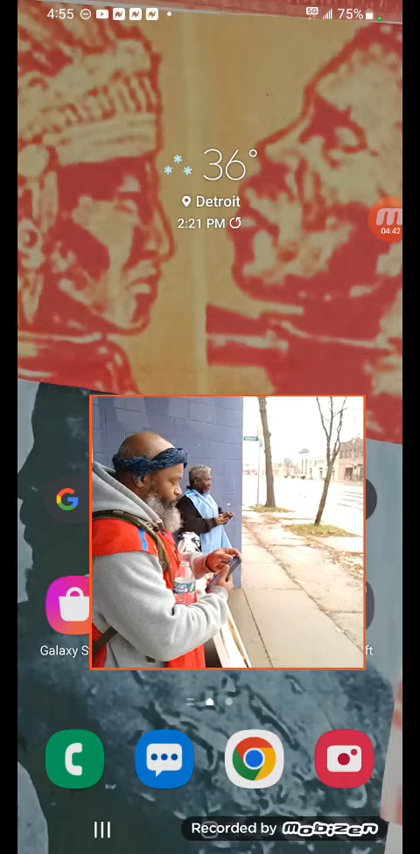 4:55
5G
75%
36°
Detroit
2:21 PM
04:42
Galaxy S
ft
Recorded by mobizen